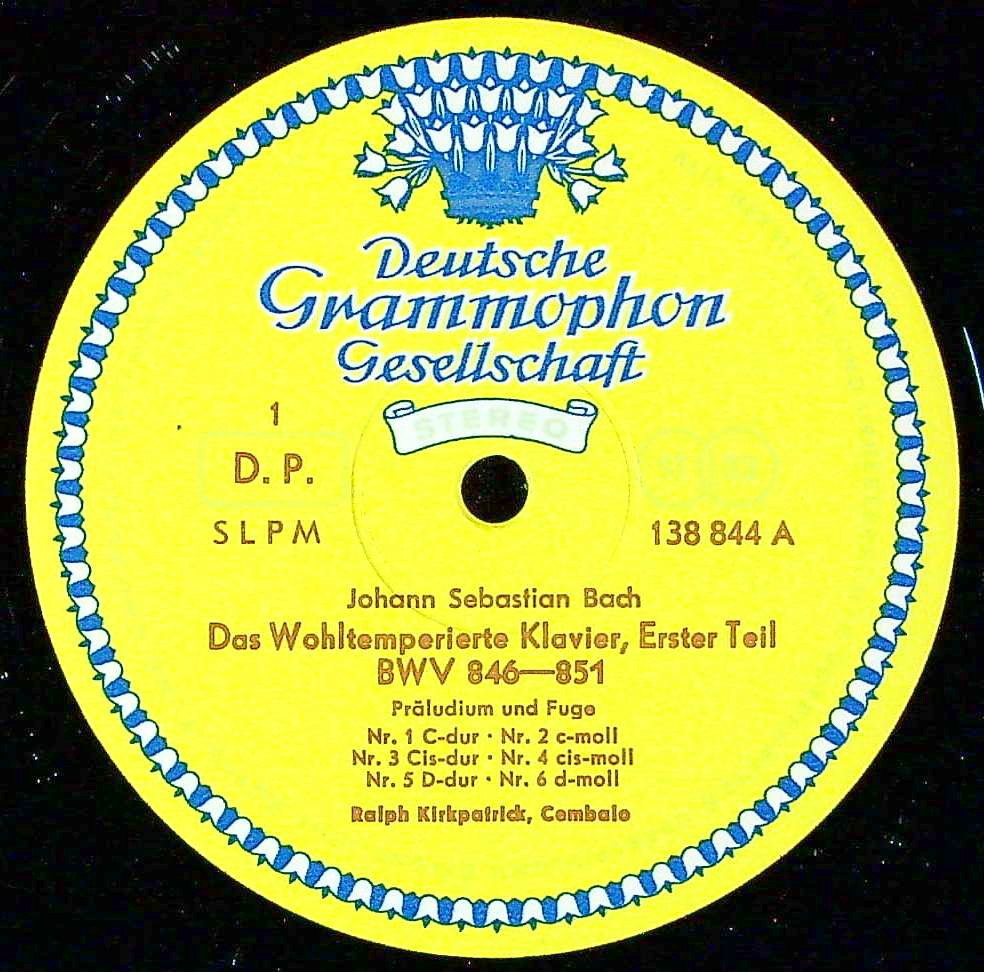 Deutsche
Grammophon
Gesellschaft
STEREO
1
D. P.
SLPM
138 844 A
Johann Sebastian Bach
Das Wohltemperierte Klavier, Erster Teil
BWV 846—851
Präludium und Fuge
Nr. 1 C-dur · Nr. 2 c-moll
Nr. 3 Cis-dur · Nr. 4 cis-moll
Nr. 5 D-dur · Nr. 6 d-moll
Ralph Kirkpatrick, Cembalo